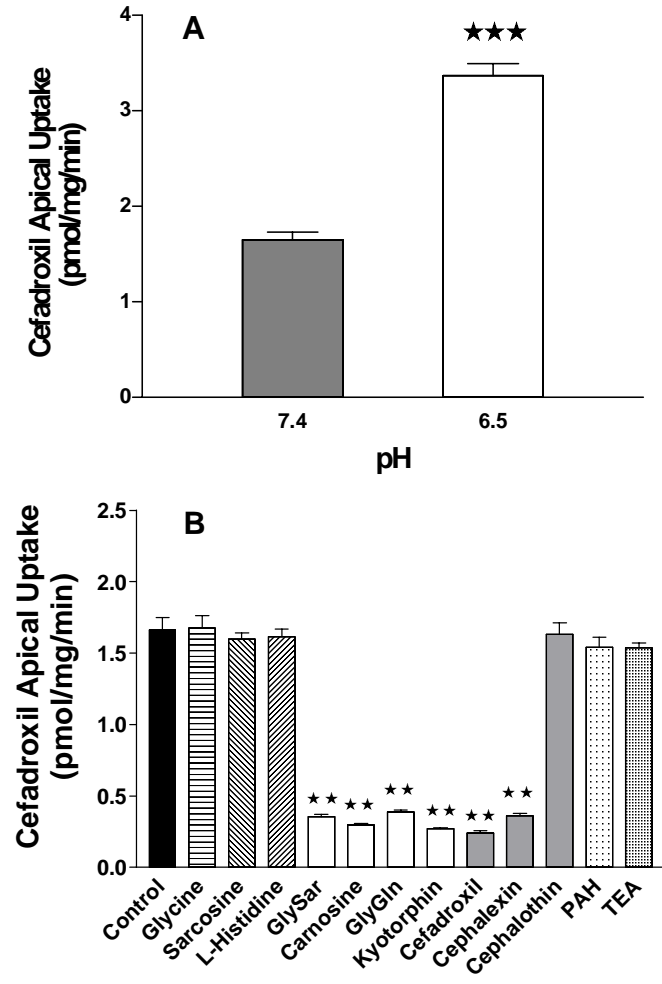 A
★★★
Cefadroxil Apical Uptake
(pmol/mg/min)
4
3
2
1
0
7.4
6.5
pH
B
Cefadroxil Apical Uptake
(pmol/mg/min)
2.5
2.0
1.5
1.0
0.5
0.0
★★
★★
★★
★★
★★
★★
Control
Glycine
Sarcosine
L-Histidine
GlySar
Carnosine
GlyGln
Kyotorphin
Cefadroxil
Cephalexin
Cephalothin
PAH
TEA